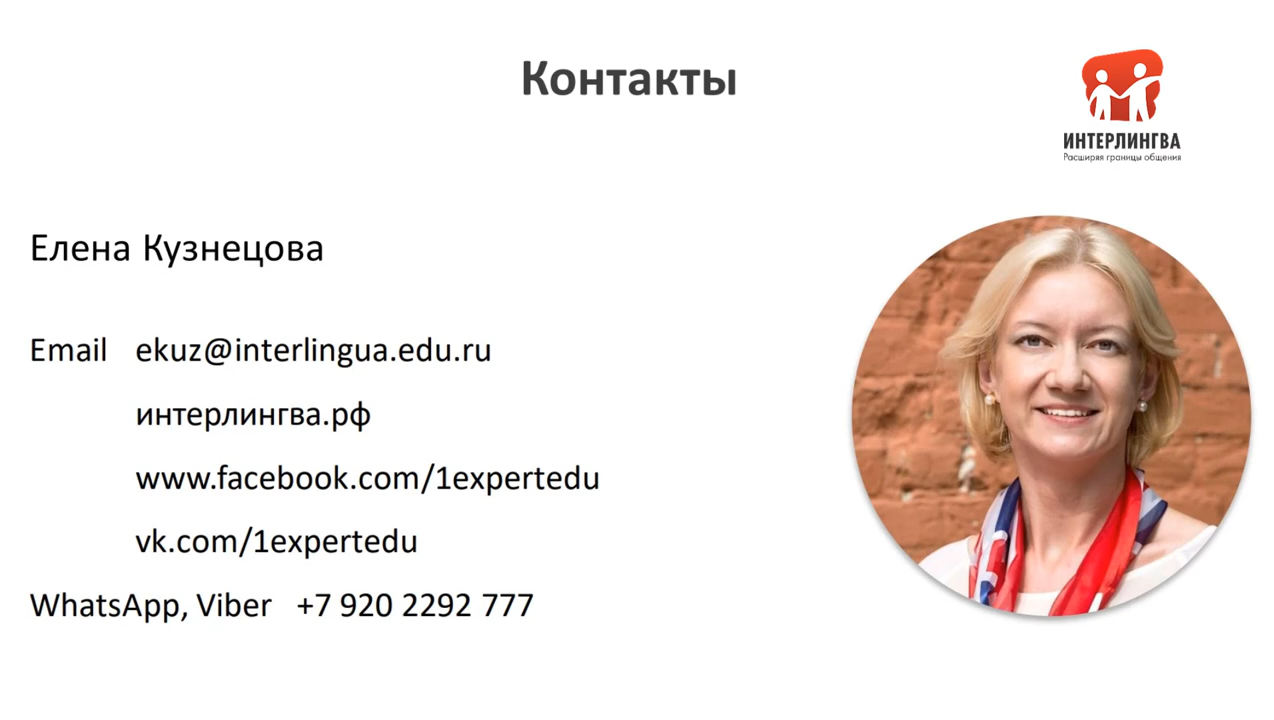 Контакты
ИНТЕРЛИНГВА
Расширяя границы общения
Елена Кузнецова
Email ekuz@interlingua.edu.ru
интерлингва.рф
www.facebook.com/1expertedu
vk.com/1expertedu
WhatsApp, Viber +7 920 2292 777